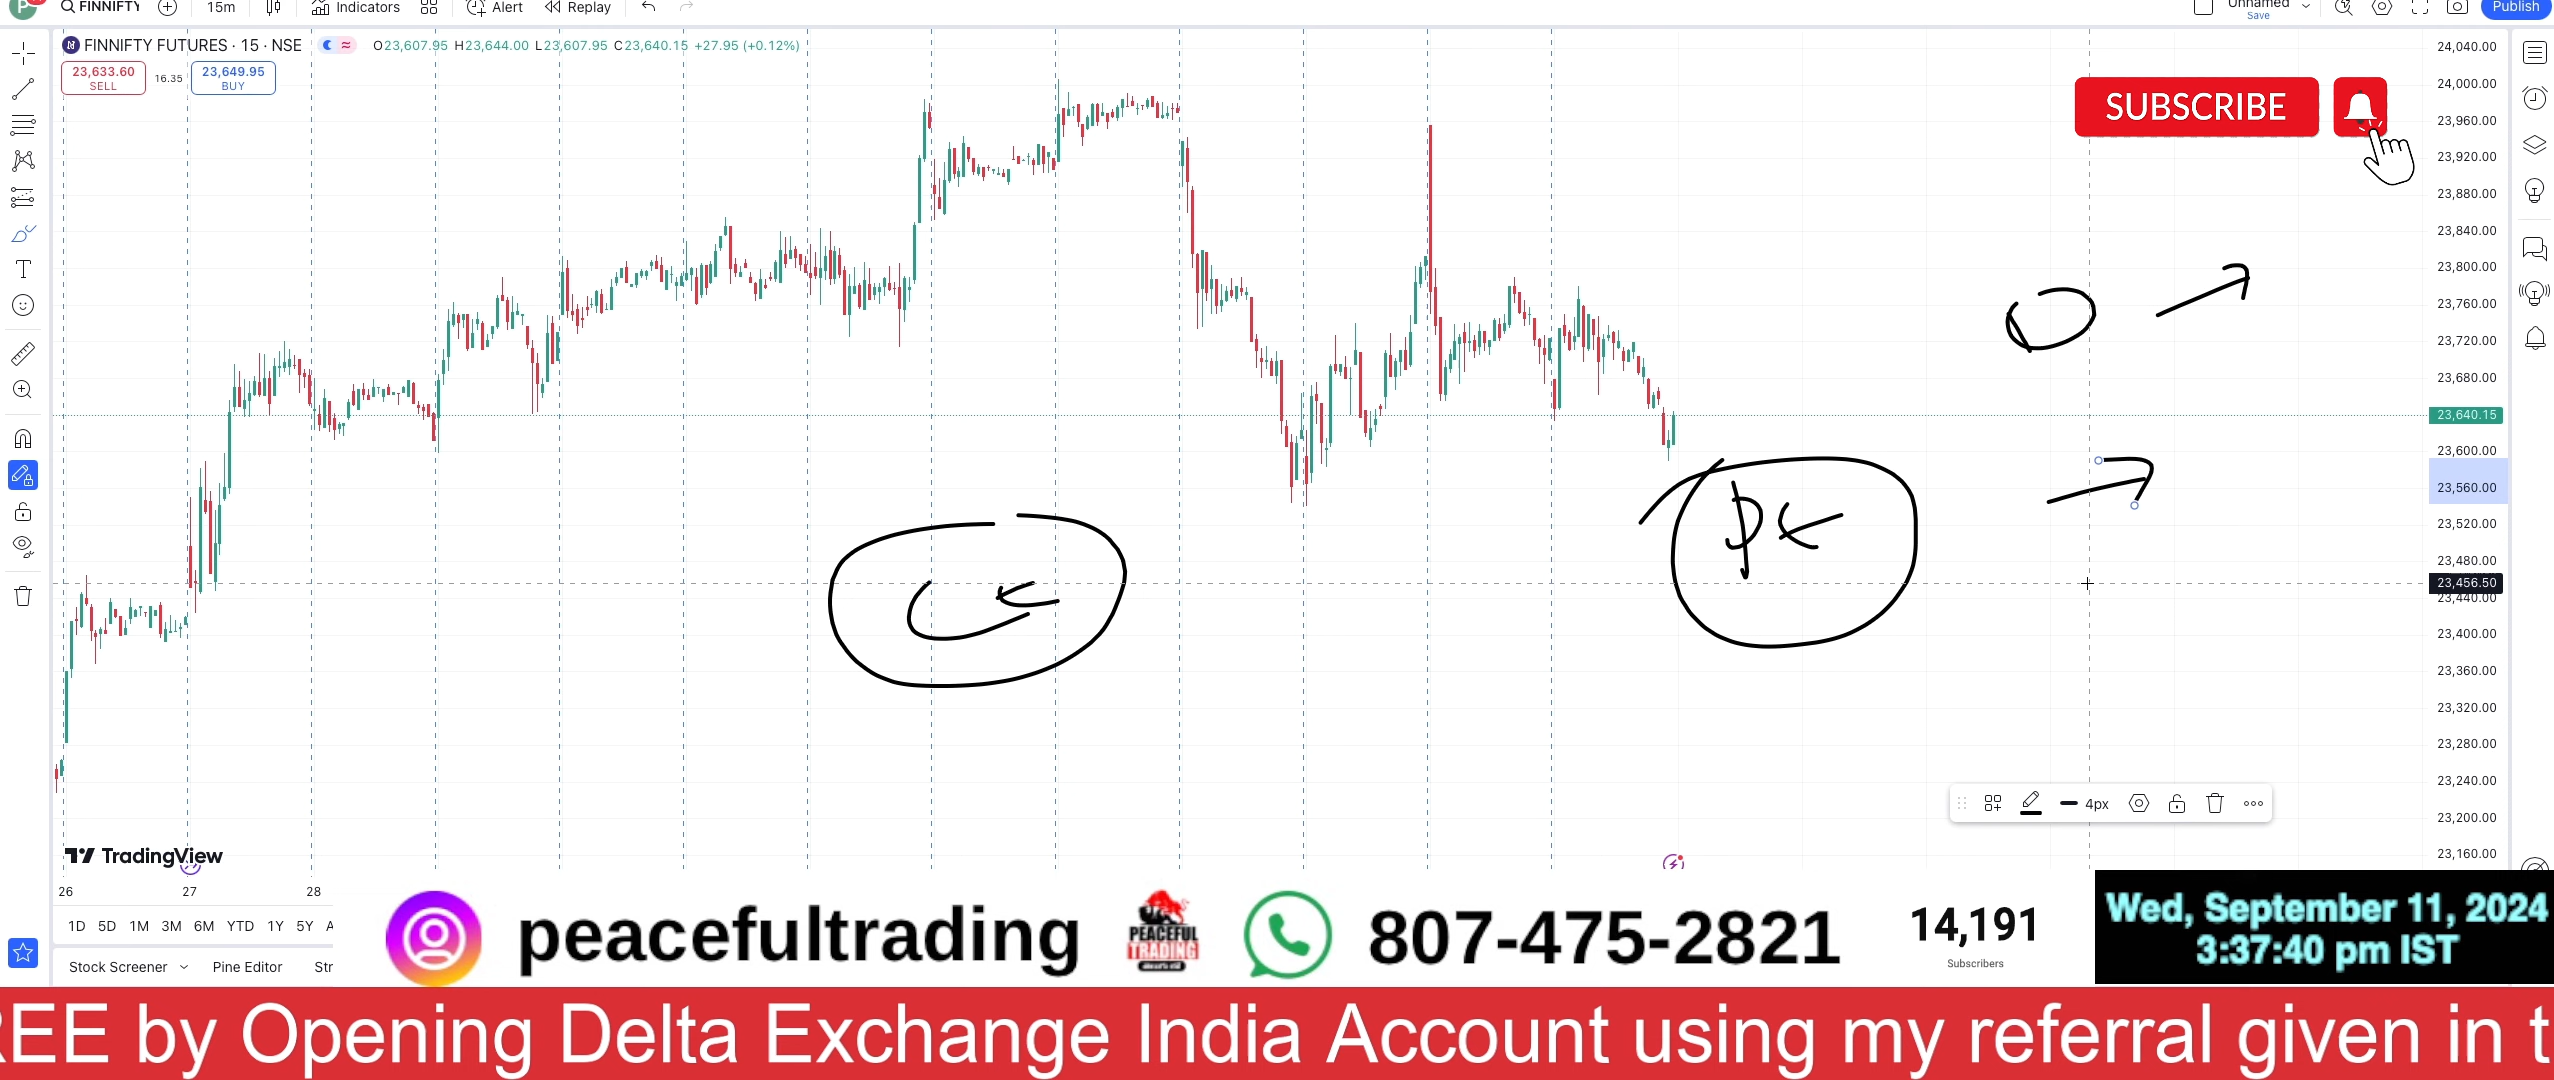 FINNIFTY
15m
Indicators
Alert
Replay
Unnamed
Save
Publish
FINNIFTY FUTURES · 15 · NSE
O23,607.95 H23,644.00 L23,607.95 C23,640.15 +27.95 (+0.12%)
23,633.60
SELL
16.35
23,649.95
BUY
SUBSCRIBE
24,040.00
24,000.00
23,960.00
23,920.00
23,880.00
23,840.00
23,800.00
23,760.00
23,720.00
23,680.00
23,640.15
23,600.00
23,560.00
23,520.00
23,480.00
23,456.50
23,440.00
23,400.00
23,360.00
23,320.00
23,280.00
23,240.00
23,200.00
23,160.00
4px
TradingView
26 27 28
1D 5D 1M 3M 6M YTD 1Y 5Y A
Stock Screener
Pine Editor
Str
peacefultrading
PEACEFUL
TRADING
807-475-2821
14,191
Subscribers
Wed, September 11, 2024
3:37:40 pm IST
REE by Opening Delta Exchange India Account using my referral given in t